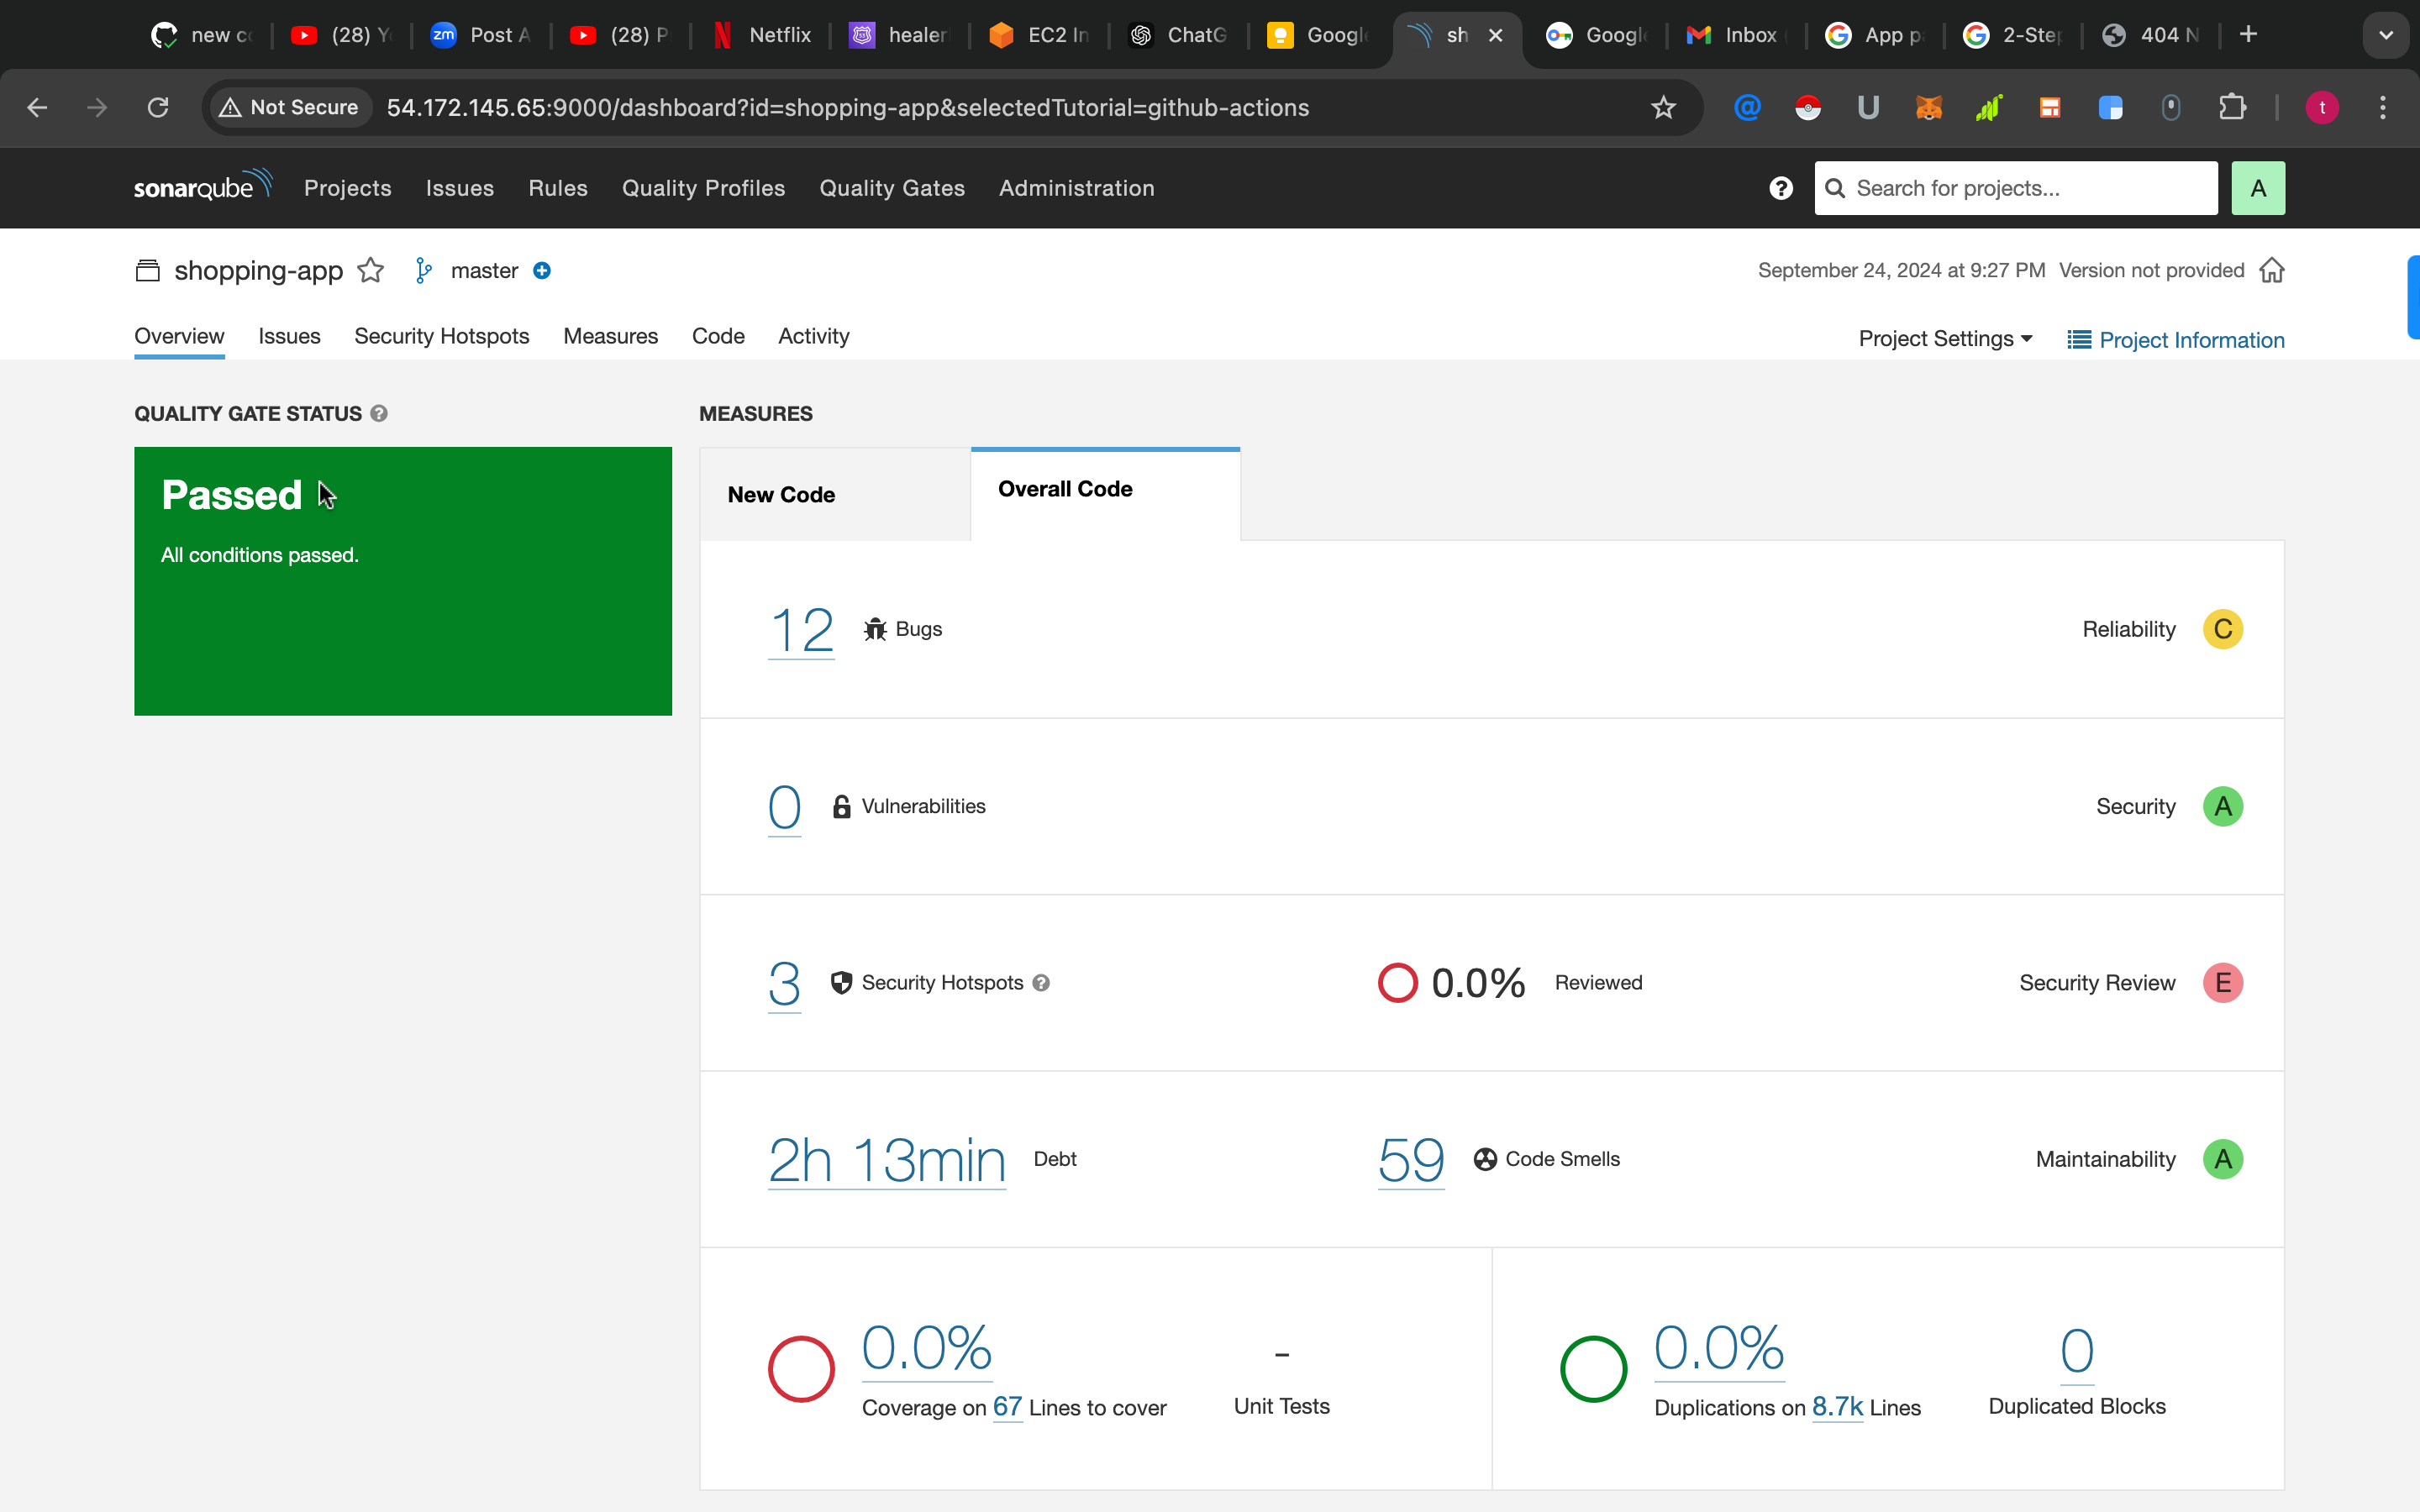 new c
(28) Y
Post A
(28) P
Netflix
healer
EC2 In
ChatG
Googl
sh
Googl
Inbox
App p
2-Ste
404 N
Not Secure
54.172.145.65:9000/dashboard?id=shopping-app&selectedTutorial=github-actions
t
sonarqube
Projects
Issues
Rules
Quality Profiles
Quality Gates
Administration
Search for projects...
A
shopping-app
master
September 24, 2024 at 9:27 PM
Version not provided
Overview
Issues
Security Hotspots
Measures
Code
Activity
Project Settings
Project Information
QUALITY GATE STATUS
Passed
All conditions passed.
MEASURES
New Code
Overall Code
12 Bugs
Reliability C
0 Vulnerabilities
Security A
3 Security Hotspots
0.0% Reviewed
Security Review E
2h 13min Debt
59 Code Smells
Maintainability A
0.0%
Coverage on 67 Lines to cover
-
Unit Tests
0.0%
Duplications on 8.7k Lines
0
Duplicated Blocks